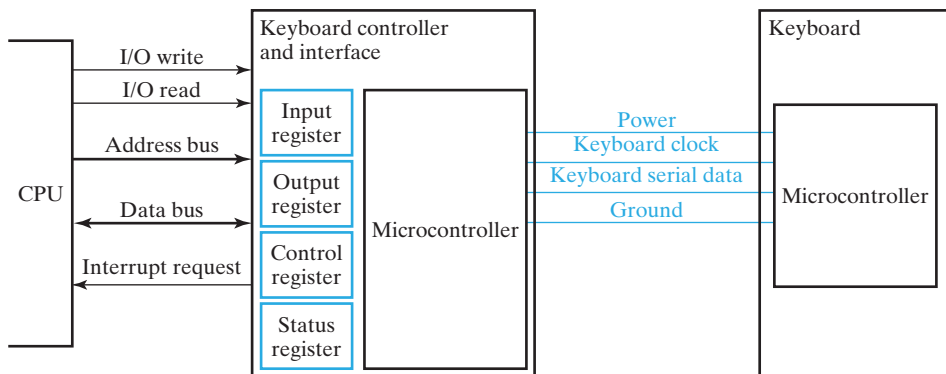 CPU
I/O write
I/O read
Address bus
Data bus
Interrupt request
Keyboard controller
and interface
Input
register
Output
register
Control
register
Status
register
Microcontroller
Power
Keyboard clock
Keyboard serial data
Ground
Keyboard
Microcontroller